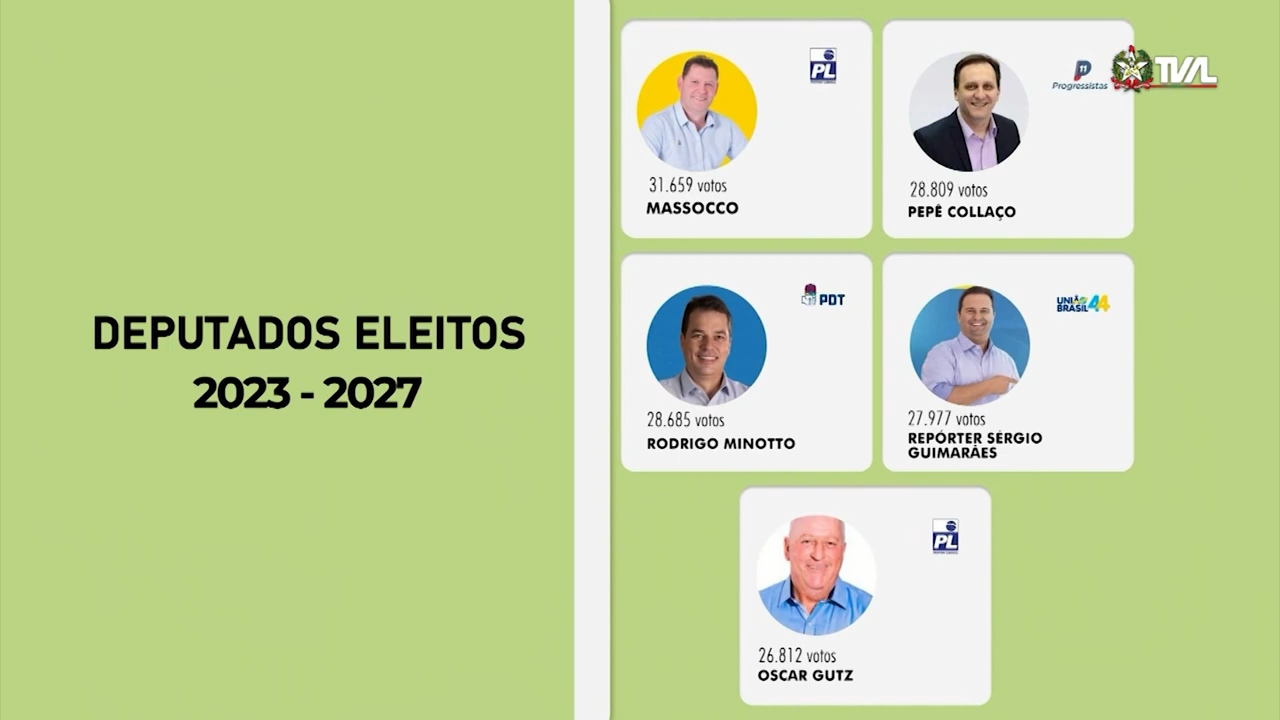 DEPUTADOS ELEITOS
2023 - 2027
PL
31.659 votos
MASSOCCO
11
Progressistas
TVAL
28.809 votos
PEPÊ COLLAÇO
PDT
28.685 votos
RODRIGO MINOTTO
UNIÃO
BRASIL 44
27.977 votos
REPÓRTER SÉRGIO
GUIMARÃES
PL
26.812 votos
OSCAR GUTZ